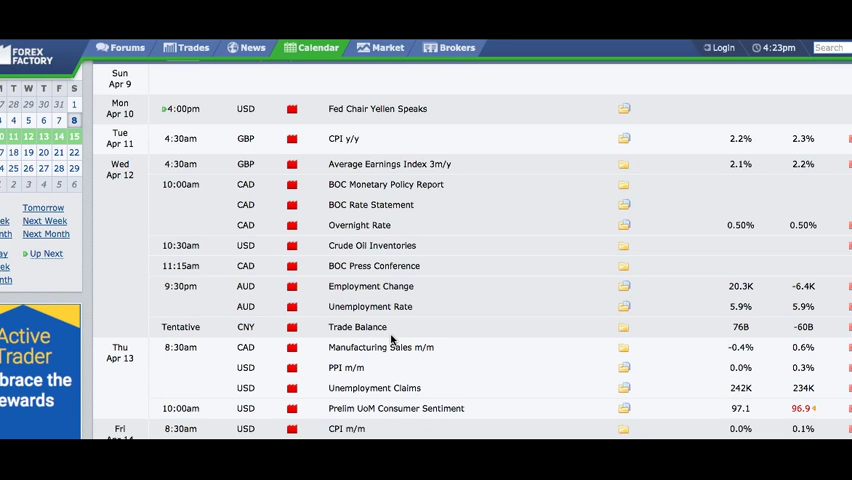 FOREX
FACTORY
Forums Trades News Calendar Market Brokers Login 4:23pm Search
M T W T F S
27 28 29 30 31 1
4 5 6 7 8
11 12 13 14 15
18 19 20 21 22
25 26 27 28 29
2 3 4 5 6
Tomorrow
Next Week
Next Month
Up Next
Active
Trader
brace the
ewards
Sun
Apr 9
Mon
Apr 10 4:00pm USD Fed Chair Yellen Speaks
Tue
Apr 11 4:30am GBP CPI y/y 2.2% 2.3%
Wed
Apr 12 4:30am GBP Average Earnings Index 3m/y 2.1% 2.2%
10:00am CAD BOC Monetary Policy Report
CAD BOC Rate Statement
CAD Overnight Rate 0.50% 0.50%
10:30am USD Crude Oil Inventories
11:15am CAD BOC Press Conference
9:30pm AUD Employment Change 20.3K -6.4K
AUD Unemployment Rate 5.9% 5.9%
Tentative CNY Trade Balance 76B -60B
Thu
Apr 13 8:30am CAD Manufacturing Sales m/m -0.4% 0.6%
USD PPI m/m 0.0% 0.3%
USD Unemployment Claims 242K 234K
10:00am USD Prelim UoM Consumer Sentiment 97.1 96.9
Fri 8:30am USD CPI m/m 0.0% 0.1%